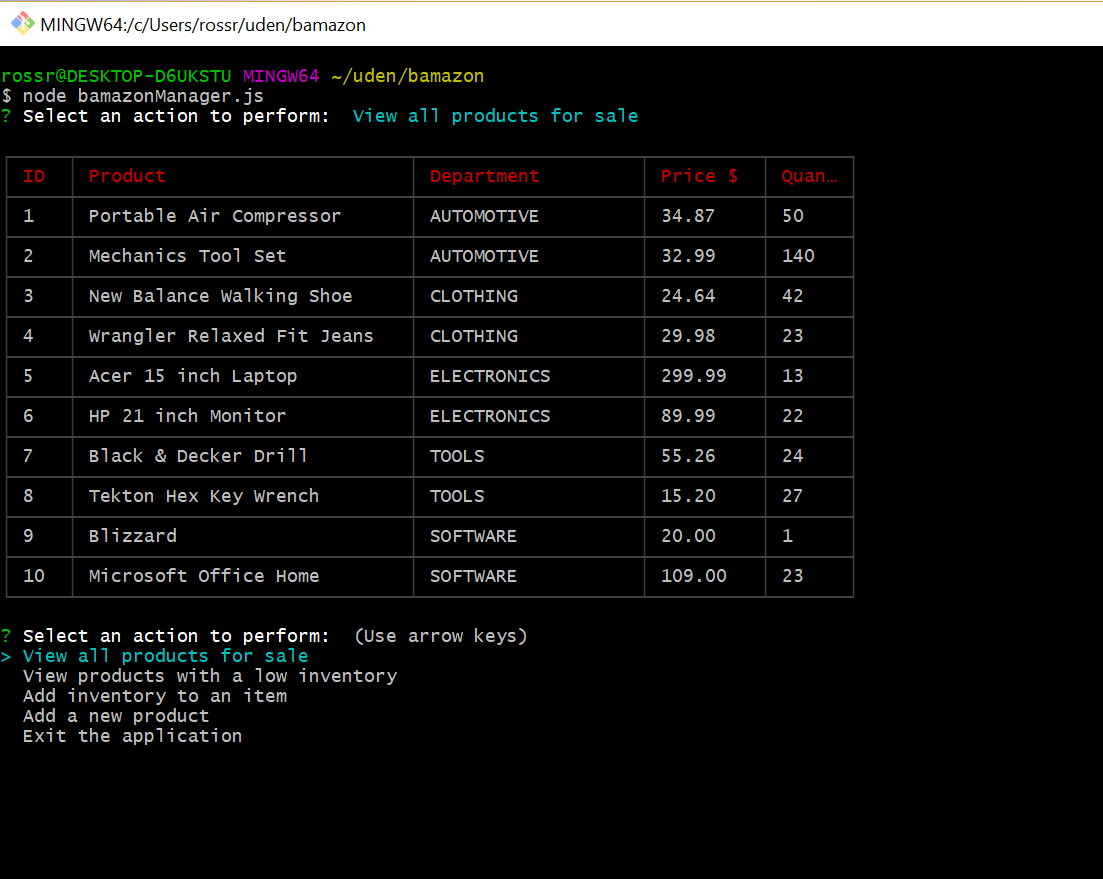 MINGW64:/c/Users/rossr/uden/bamazon
rossr@DESKTOP-D6UKSTU MINGW64 ~/uden/bamazon
$ node bamazonManager.js
? Select an action to perform: View all products for sale
ID Product Department Price $ Quan…
1 Portable Air Compressor AUTOMOTIVE 34.87 50
2 Mechanics Tool Set AUTOMOTIVE 32.99 140
3 New Balance Walking Shoe CLOTHING 24.64 42
4 Wrangler Relaxed Fit Jeans CLOTHING 29.98 23
5 Acer 15 inch Laptop ELECTRONICS 299.99 13
6 HP 21 inch Monitor ELECTRONICS 89.99 22
7 Black & Decker Drill TOOLS 55.26 24
8 Tekton Hex Key Wrench TOOLS 15.20 27
9 Blizzard SOFTWARE 20.00 1
10 Microsoft Office Home SOFTWARE 109.00 23
? Select an action to perform: (Use arrow keys)
> View all products for sale
View products with a low inventory
Add inventory to an item
Add a new product
Exit the application